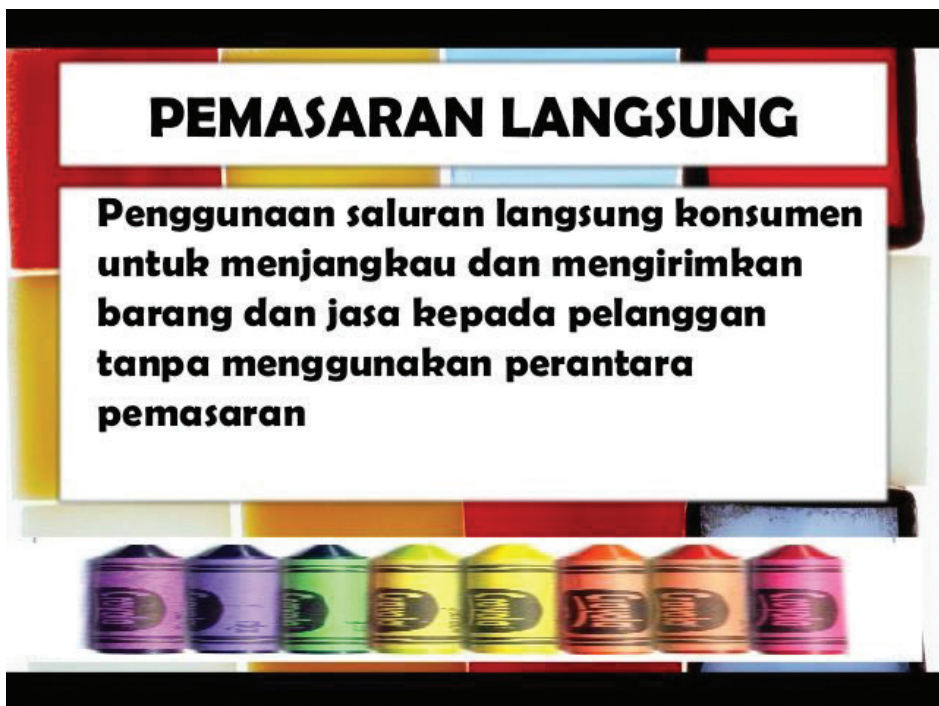 PEMASARAN LANGSUNG
Penggunaan saluran langsung konsumen
untuk menjangkau dan mengirimkan
barang dan jasa kepada pelanggan
tanpa menggunakan perantara
pemasaran